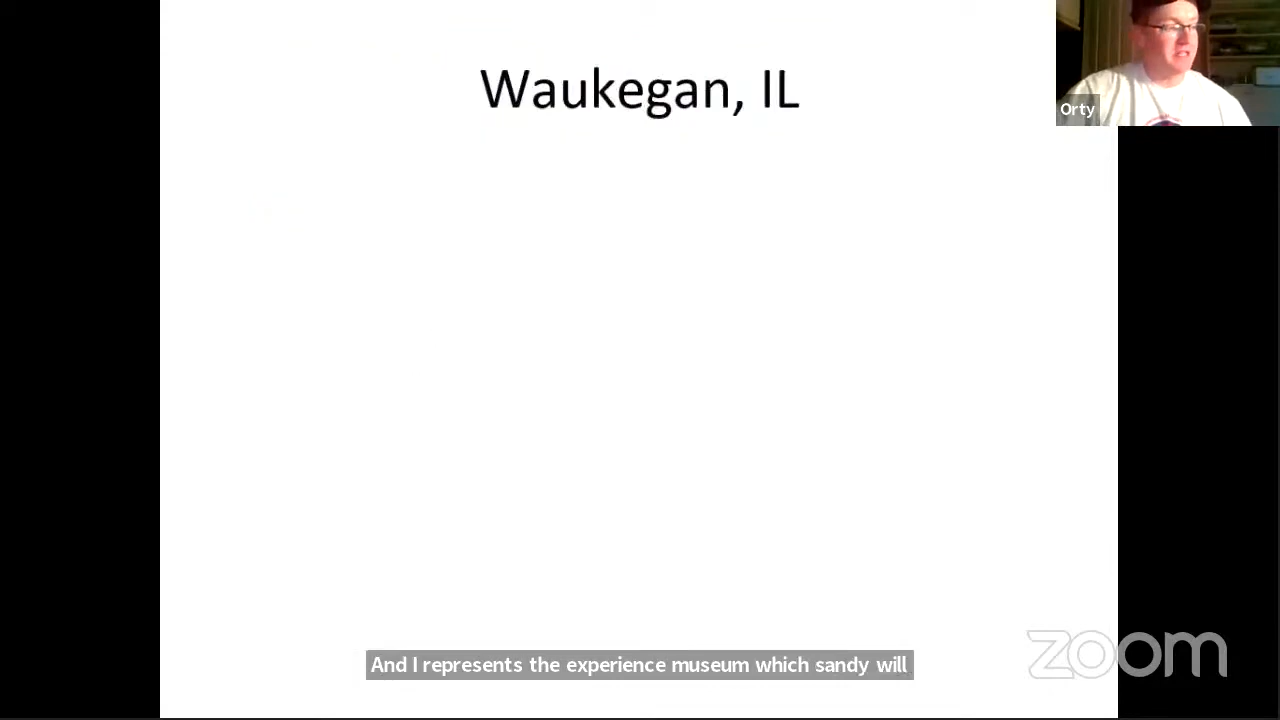 Waukegan, IL
Orty
And I represents the experience museum which sandy will
zoom